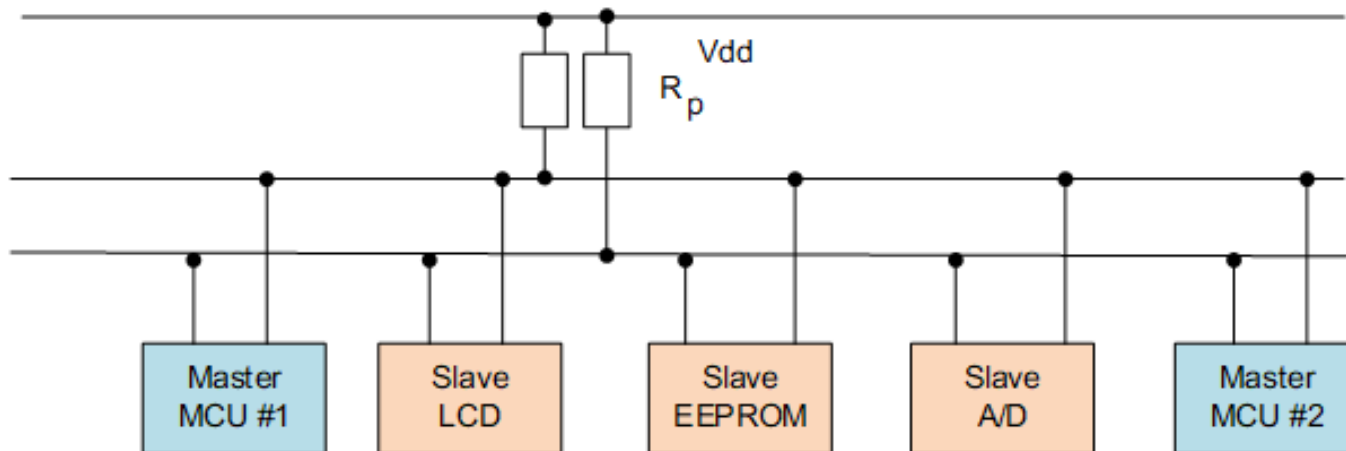 Vdd
Rp
Master
MCU #1
Slave
LCD
Slave
EEPROM
Slave
A/D
Master
MCU #2